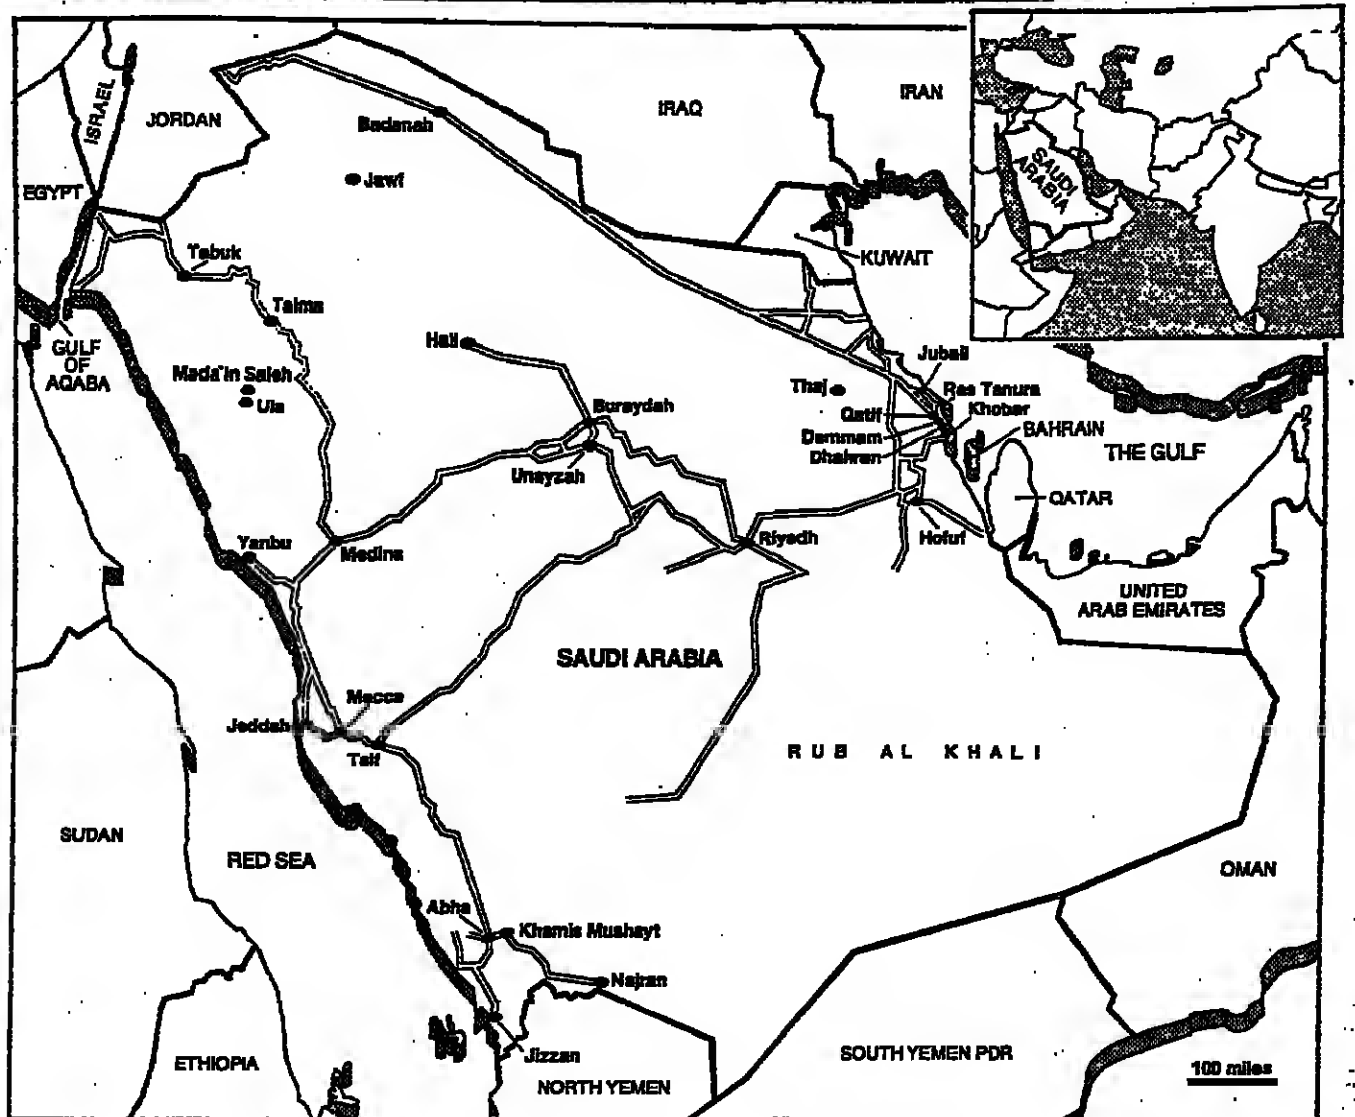 ISRAEL
JORDAN
IRAQ
IRAN
SAUDI
ARABIA
Badanah
EGYPT
Jawf
Tabuk
KUWAIT
Taima
GULF
OF
AQABA
Hail
Jubail
Mada'in Saleh
Ula
Thaj
Ras Tanura
Buraydah
Qatif
Khobar
Dammam
BAHRAIN
Dhahran
THE GULF
Unayzah
QATAR
Yanbu
Medina
Riyadh
Hofuf
UNITED
ARAB EMIRATES
SAUDI ARABIA
Mecca
Jeddah
Taif
RUB AL KHALI
SUDAN
RED SEA
OMAN
Abha
Khamis Mushayt
Najran
Jizzan
ETHIOPIA
NORTH YEMEN
SOUTH YEMEN PDR
100 miles